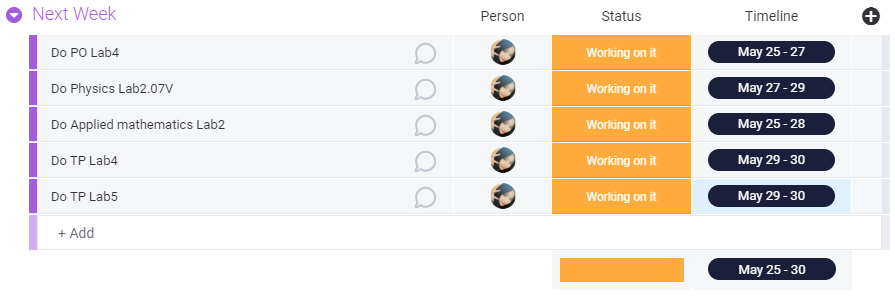 Next Week
Person Status Timeline
Do PO Lab4 Working on it May 25 - 27
Do Physics Lab2.07V Working on it May 27 - 29
Do Applied mathematics Lab2 Working on it May 25 - 28
Do TP Lab4 Working on it May 29 - 30
Do TP Lab5 Working on it May 29 - 30
+ Add
May 25 - 30